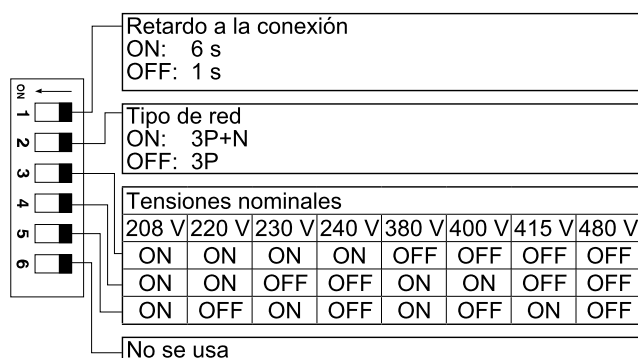 Retardo a la conexión
ON: 6 s
OFF: 1 s
ON
1
2
3
4
5
6
Tipo de red
ON: 3P+N
OFF: 3P
Tensiones nominales
208 V 220 V 230 V 240 V 380 V 400 V 415 V 480 V
ON ON ON ON OFF OFF OFF OFF
ON ON OFF OFF ON ON OFF OFF
ON OFF ON OFF ON OFF ON OFF
No se usa